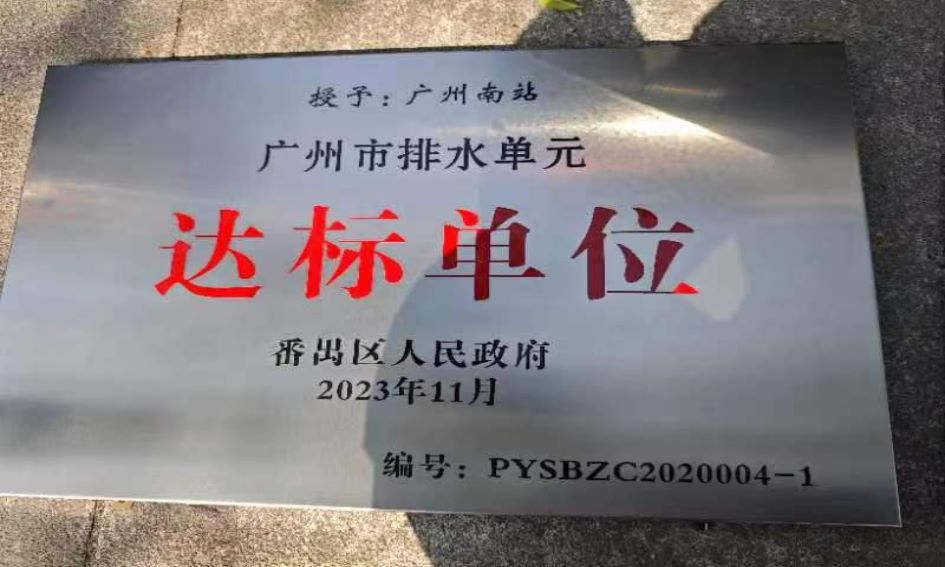 授予：广州南站
广州市排水单元
达标单位
番禺区人民政府
2023年11月
编号：PYSBZC2020004-1